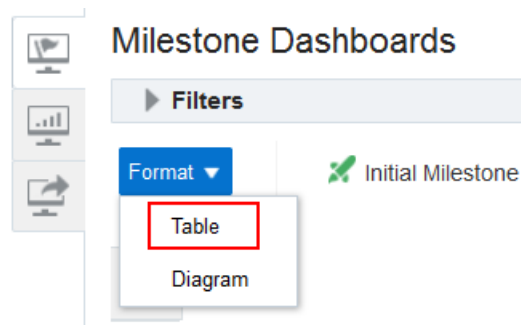 Milestone Dashboards
Filters
Format
Initial Milestone
Table
Diagram